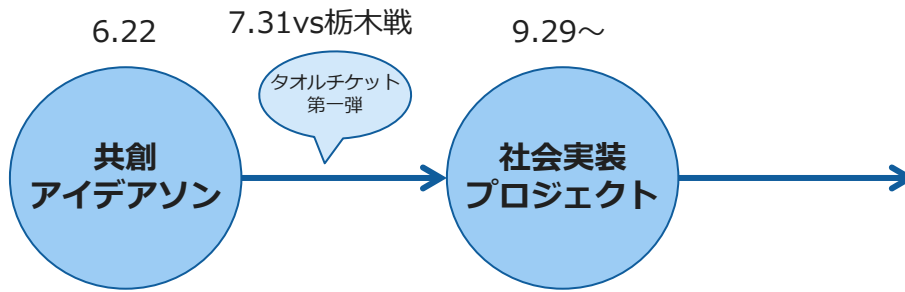 6.22
7.31vs栃木戦
9.29～
タオルチケット
第一弾
共創
アイデアソン
社会実装
プロジェクト